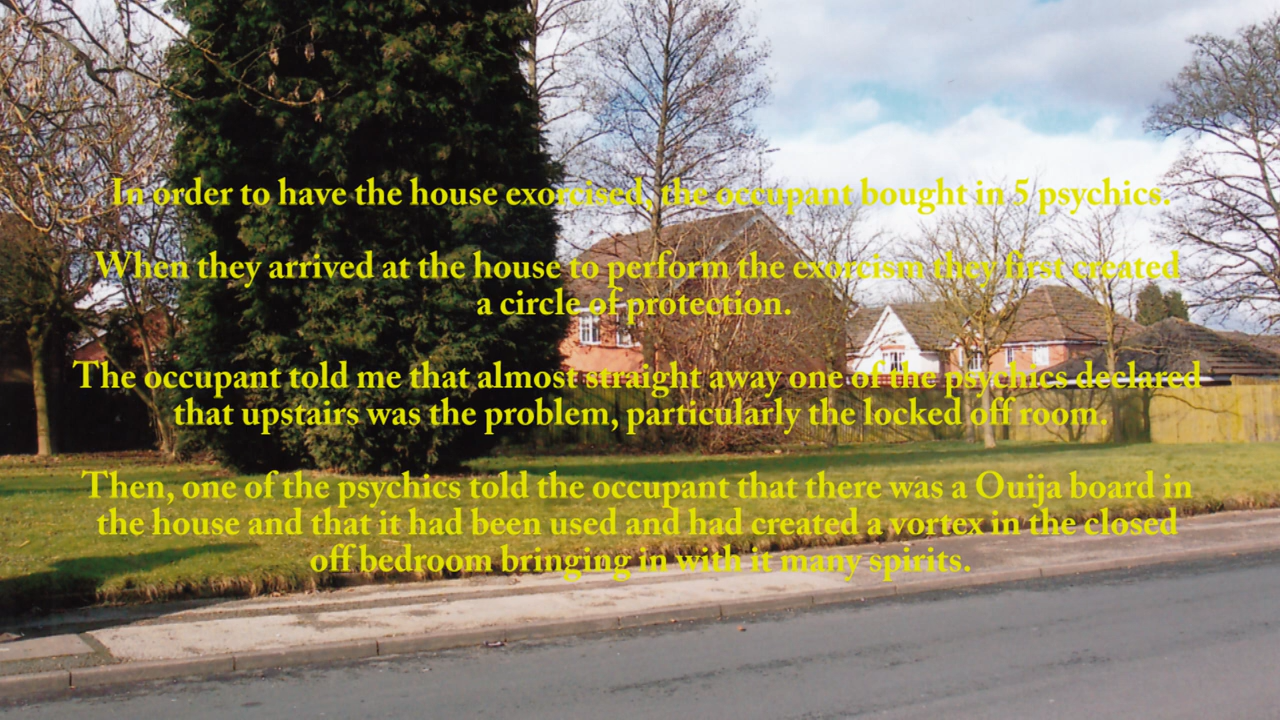 In order to have the house exorcised, the occupant bought in 5 psychics.
When they arrived at the house to perform the exorcism they first created
a circle of protection.
The occupant told me that almost straight away one of the psychics declared
that upstairs was the problem, particularly the locked off room.
Then, one of the psychics told the occupant that there was a Ouija board in
the house and that it had been used and had created a vortex in the closed
off bedroom bringing in with it many spirits.